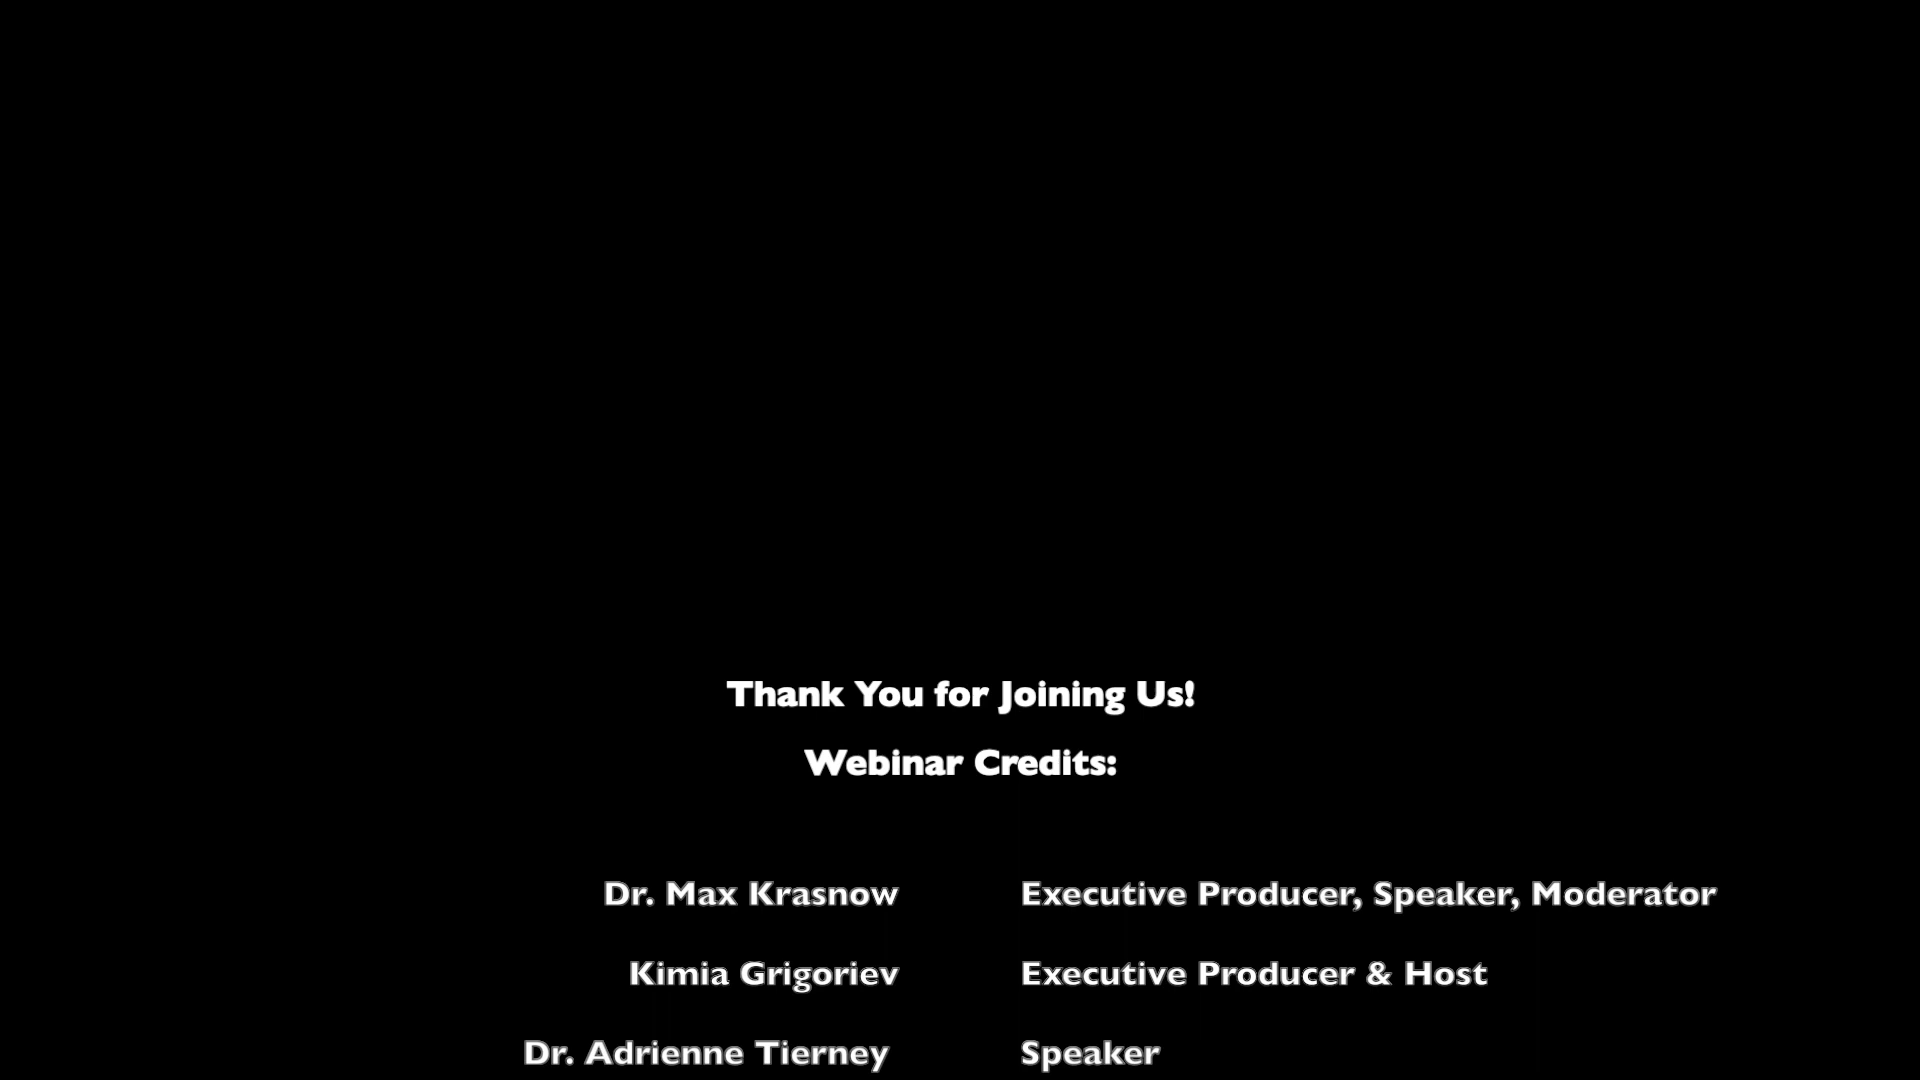 Thank You for Joining Us!
Webinar Credits:
Dr. Max Krasnow Executive Producer, Speaker, Moderator
Kimia Grigoriev Executive Producer & Host
Dr. Adrienne Tierney Speaker